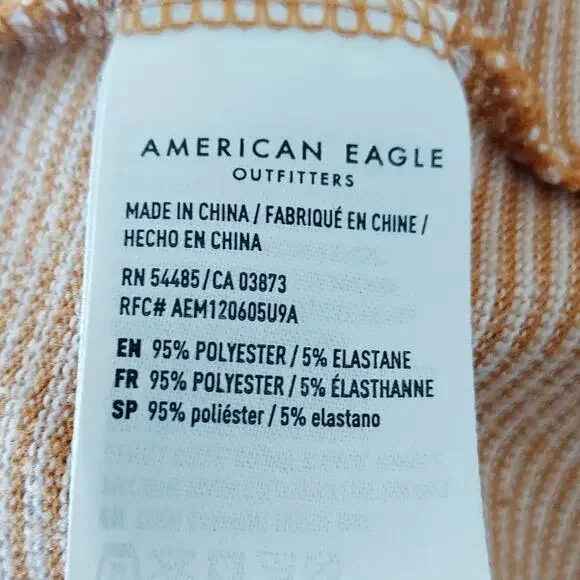 AMERICAN EAGLE
OUTFITTERS
MADE IN CHINA / FABRIQUÉ EN CHINE /
HECHO EN CHINA
RN 54485/CA 03873
RFC# AEM120605U9A
EN 95% POLYESTER / 5% ELASTANE
FR 95% POLYESTER / 5% ÉLASTHANNE
SP 95% poliéster / 5% elastano